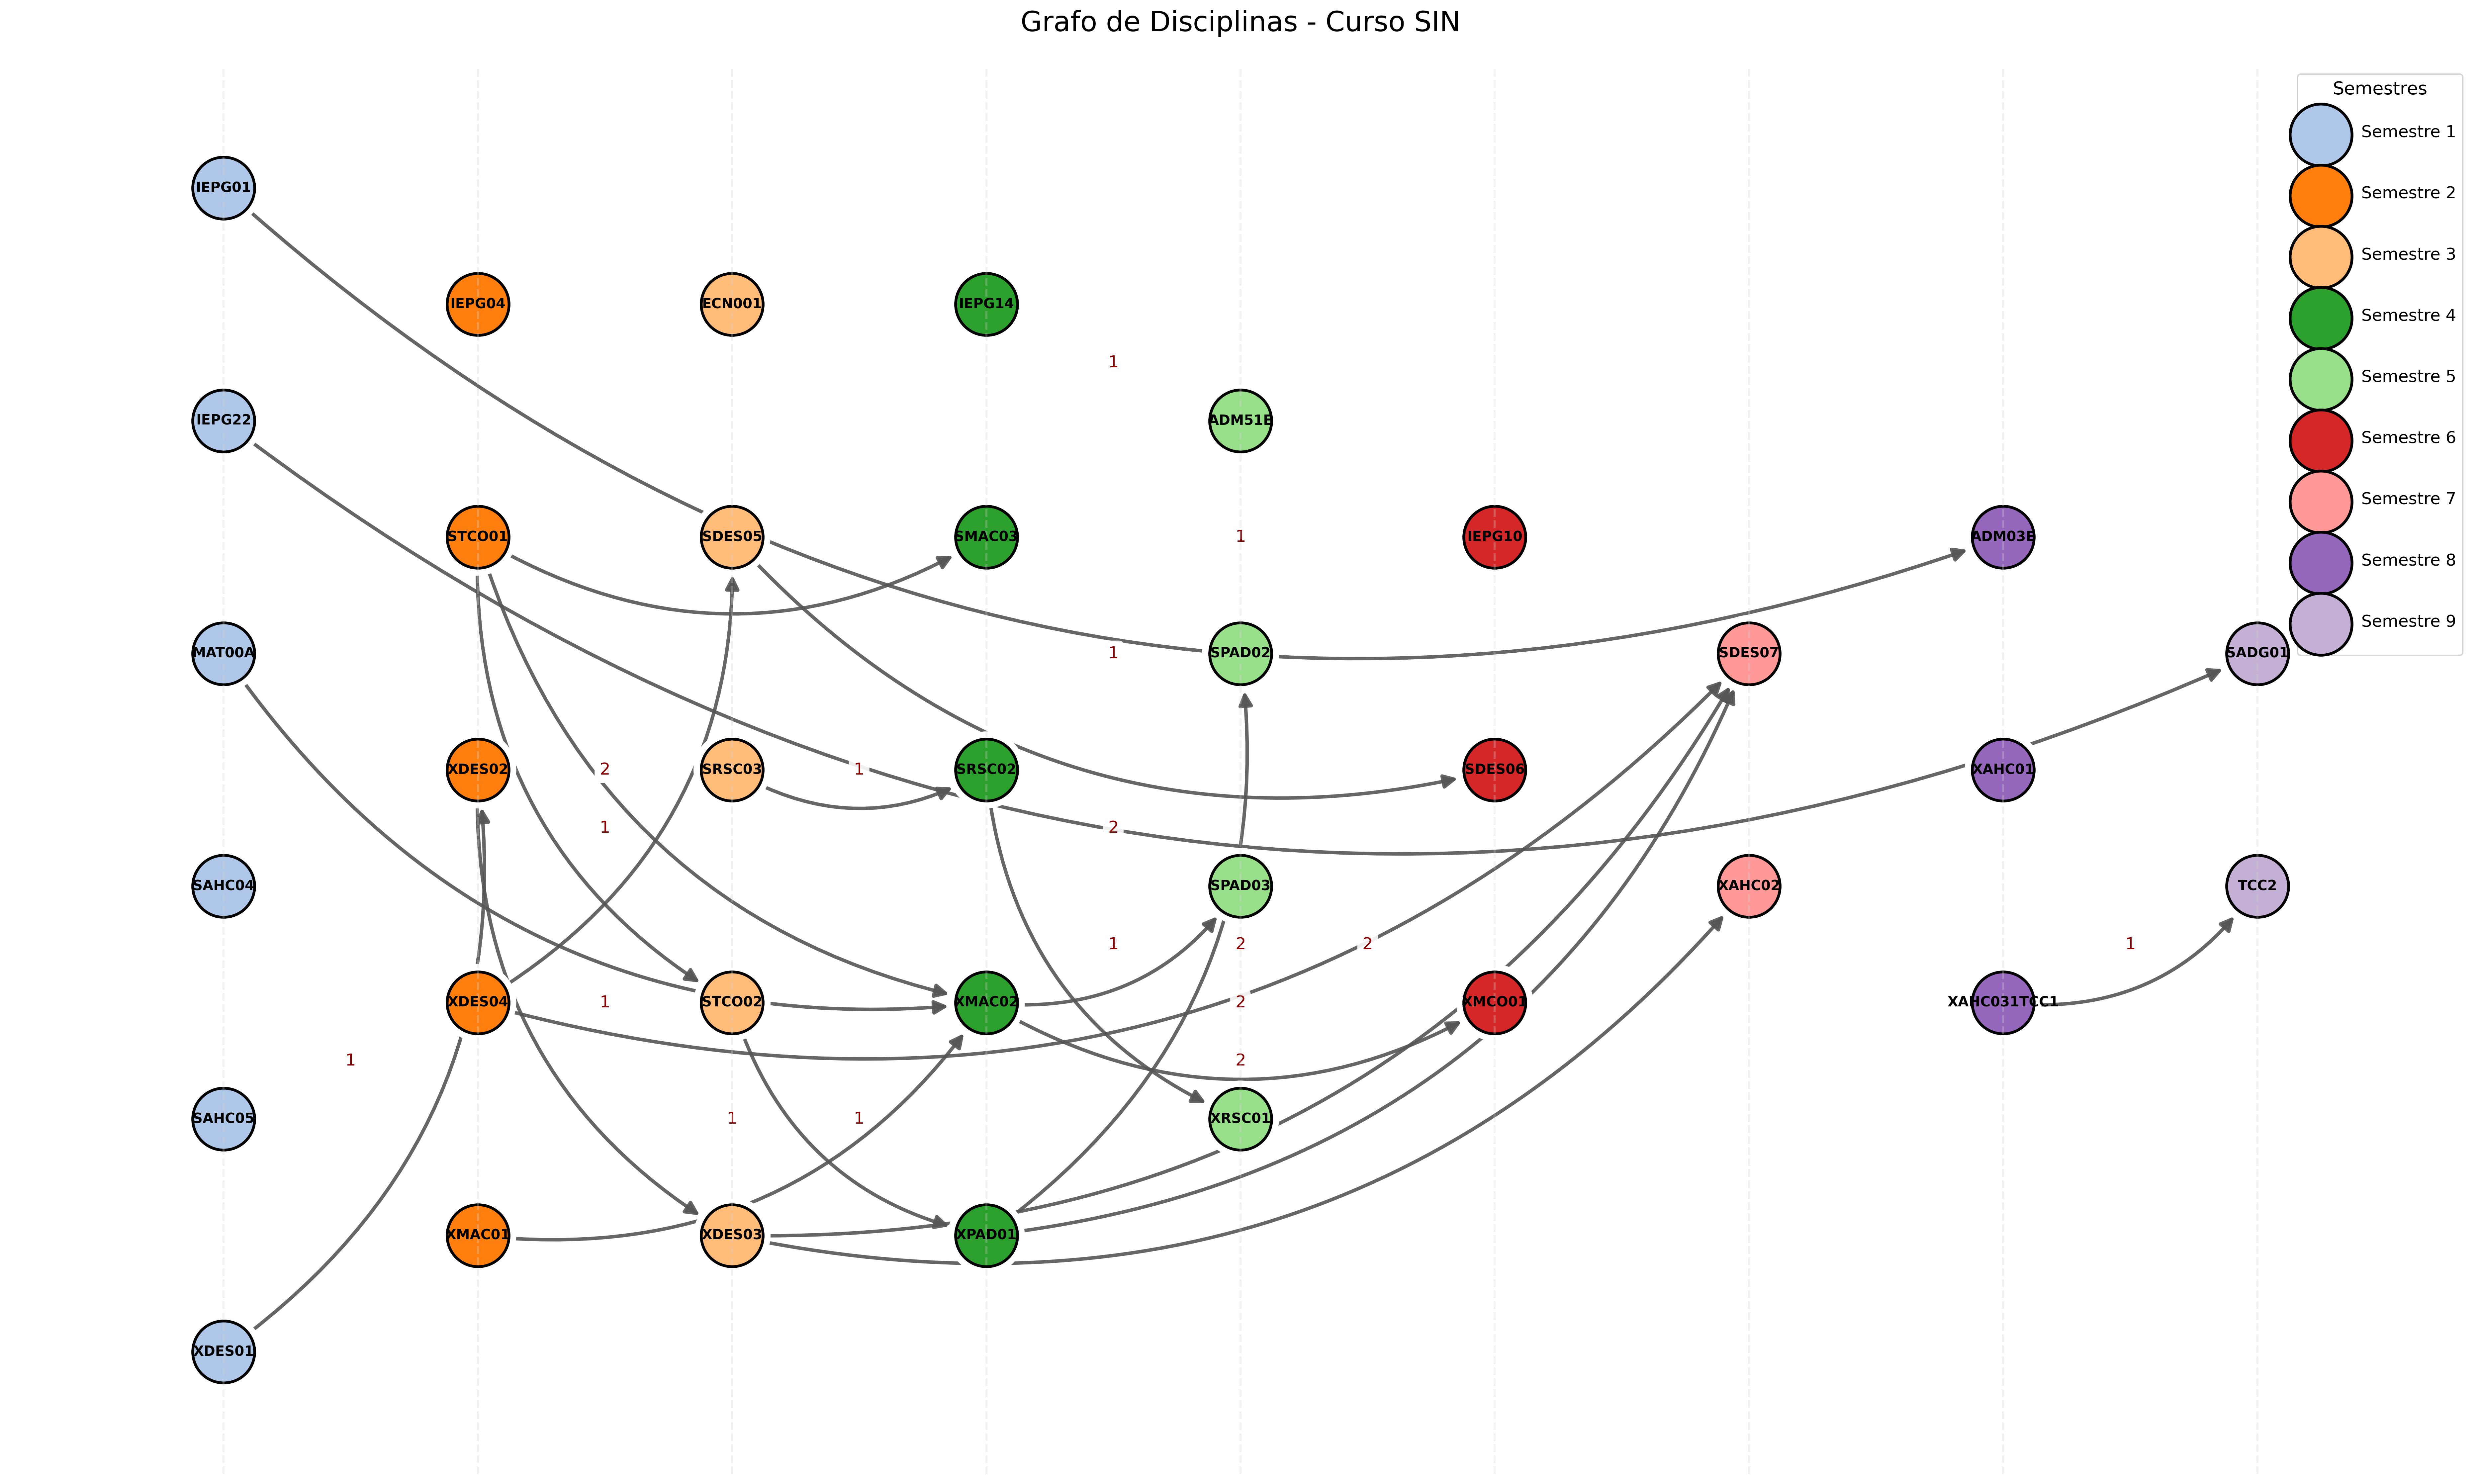 Grafo de Disciplinas - Curso SIN
Semestres
Semestre 1
Semestre 2
Semestre 3
Semestre 4
Semestre 5
Semestre 6
Semestre 7
Semestre 8
Semestre 9
IEPG01
IEPG04
ECN001
IEPG14
1
IEPG22
ADM51E
STCO01
SDES05
SMAC03
1
IEPG10
ADM03E
MAT00A
1
SPAD02
SDES07
SADG01
XDES02
2
SRSC03
1
SRSC02
SDES06
XAHC01
1
2
SAHC04
SPAD03
XAHC02
TCC2
1
2
2
1
XDES04
1
STCO02
XMAC02
2
XMCO01
XAHC031TCC1
1
2
SAHC05
1
1
XRSC01
XMAC01
XDES03
XPAD01
XDES01